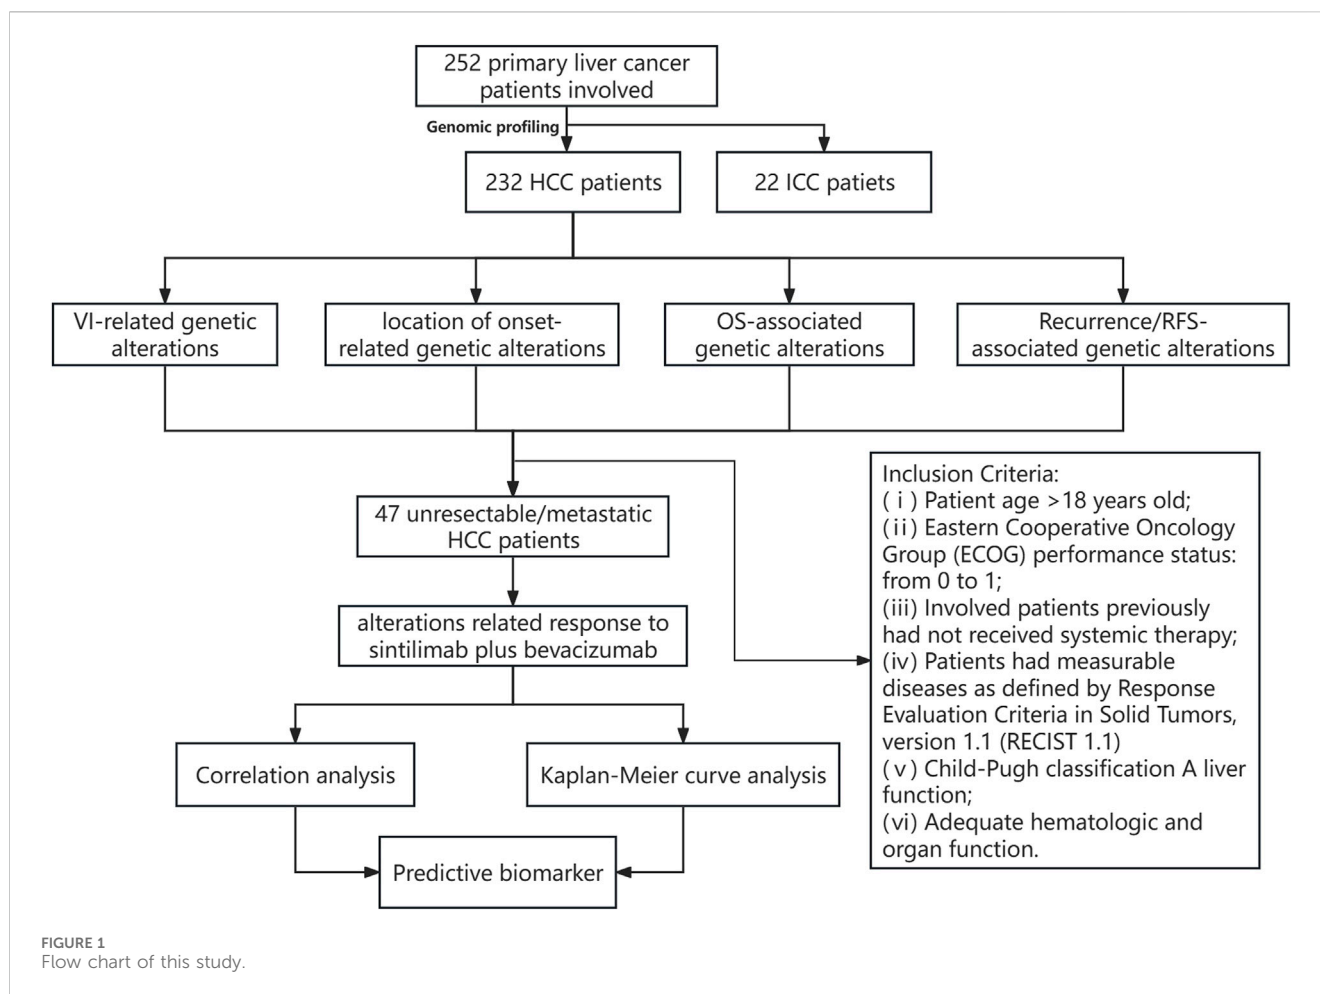 252 primary liver cancer
patients involved
Genomic profiling
232 HCC patients
22 ICC patiets
VI-related genetic
alterations
location of onset-
related genetic alterations
OS-associated
genetic alterations
Recurrence/RFS-
associated genetic alterations
47 unresectable/metastatic
HCC patients
alterations related response to
sintilimab plus bevacizumab
Correlation analysis
Kaplan-Meier curve analysis
Predictive biomarker
Inclusion Criteria:
( i ) Patient age >18 years old;
(ii) Eastern Cooperative Oncology
Group (ECOG) performance status:
from 0 to 1;
(iii) Involved patients previously
had not received systemic therapy;
(iv) Patients had measurable
diseases as defined by Response
Evaluation Criteria in Solid Tumors,
version 1.1 (RECIST 1.1)
(v) Child-Pugh classification A liver
function;
(vi) Adequate hematologic and
organ function.
FIGURE 1
Flow chart of this study.